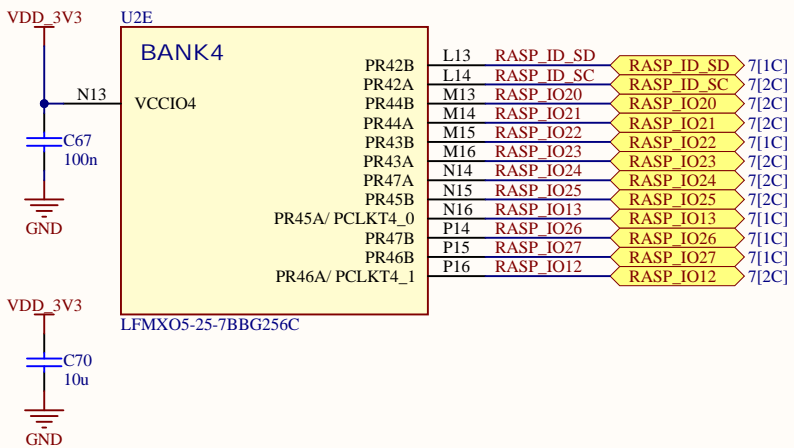 VDD_3V3 U2E
BANK4
PR42B L13 RASP_ID_SD RASP_ID_SD 7[1C]
PR42A L14 RASP_ID_SC RASP_ID_SC 7[2C]
N13 VCCIO4 PR44B M13 RASP_IO20 RASP_IO20 7[2C]
PR44A M14 RASP_IO21 RASP_IO21 7[2C]
C67 PR43B M15 RASP_IO22 RASP_IO22 7[1C]
100n PR43A M16 RASP_IO23 RASP_IO23 7[2C]
PR47A N14 RASP_IO24 RASP_IO24 7[2C]
PR45B N15 RASP_IO25 RASP_IO25 7[2C]
GND PR45A/ PCLKT4_0 N16 RASP_IO13 RASP_IO13 7[1C]
PR47B P14 RASP_IO26 RASP_IO26 7[1C]
PR46B P15 RASP_IO27 RASP_IO27 7[1C]
PR46A/ PCLKT4_1 P16 RASP_IO12 RASP_IO12 7[2C]
VDD_3V3
LFMXO5-25-7BBG256C
C70
10u
GND